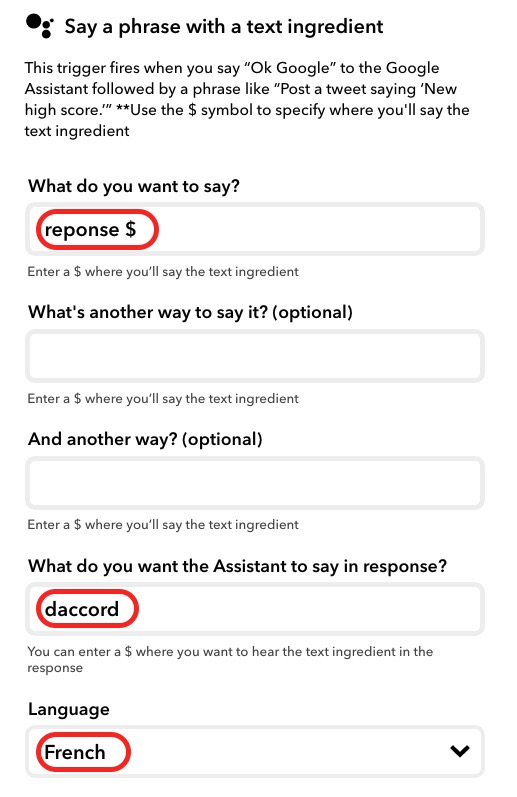 Say a phrase with a text ingredient
This trigger fires when you say “Ok Google” to the Google
Assistant followed by a phrase like “Post a tweet saying ‘New
high score.’” **Use the $ symbol to specify where you'll say the
text ingredient
What do you want to say?
reponse $
Enter a $ where you’ll say the text ingredient
What's another way to say it? (optional)
Enter a $ where you’ll say the text ingredient
And another way? (optional)
Enter a $ where you’ll say the text ingredient
What do you want the Assistant to say in response?
daccord
You can enter a $ where you want to hear the text ingredient in the
response
Language
French